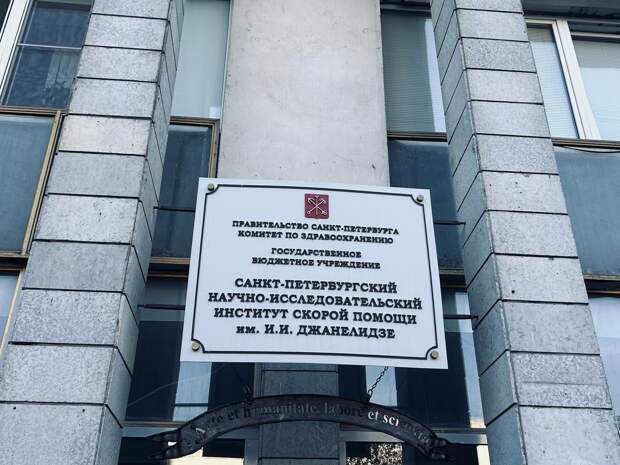 ПРАВИТЕЛЬСТВО САНКТ-ПЕТЕРБУРГА
КОМИТЕТ ПО ЗДРАВООХРАНЕНИЮ
ГОСУДАРСТВЕННОЕ
БЮДЖЕТНОЕ УЧРЕЖДЕНИЕ
САНКТ-ПЕТЕРБУРГСКИЙ
НАУЧНО-ИССЛЕДОВАТЕЛЬСКИЙ
ИНСТИТУТ СКОРОЙ ПОМОЩИ
им. И.И. ДЖАНЕЛИДЗЕ
et humanitate, labore et